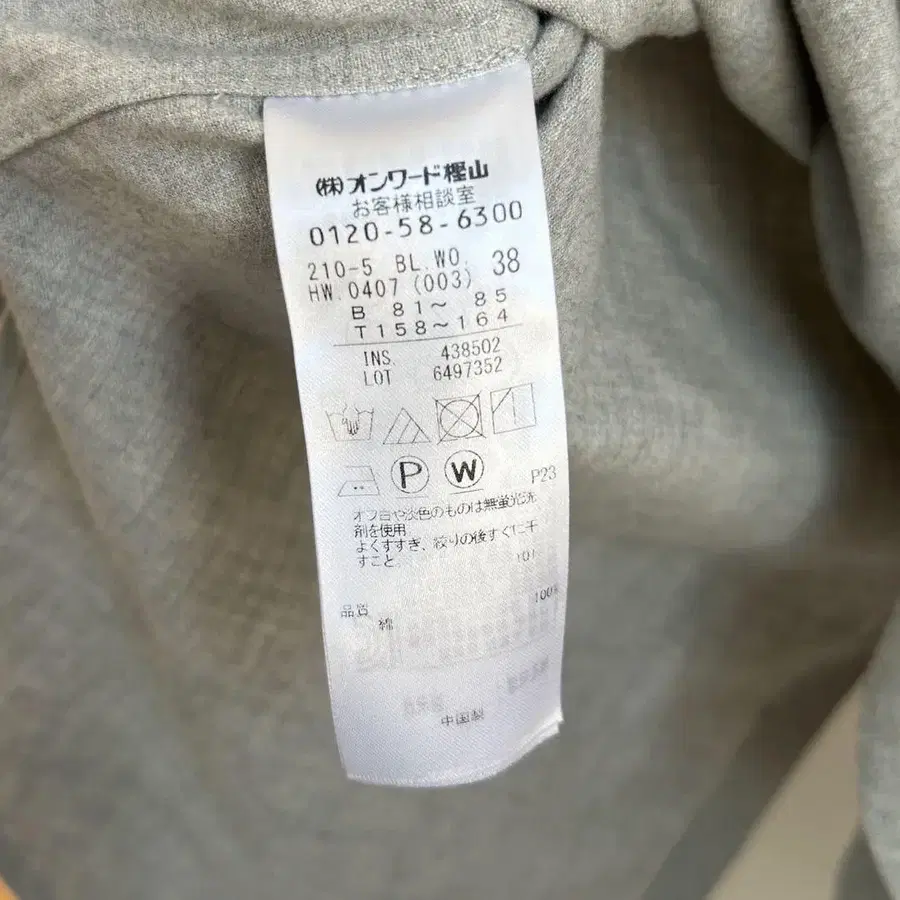 ㈱オンワード樫山
お客様相談室
0120-58-6300
210-5 BL.WO. 38
HW.0407 (003)
B 81～ 85
T158～164
INS. 438502
LOT 6497352
P W
P23
オフ白や淡色のものは無蛍光洗
剤を使用
よくすすぎ、絞りの後すぐに干
すこと
101
品質
綿 100%
中国製